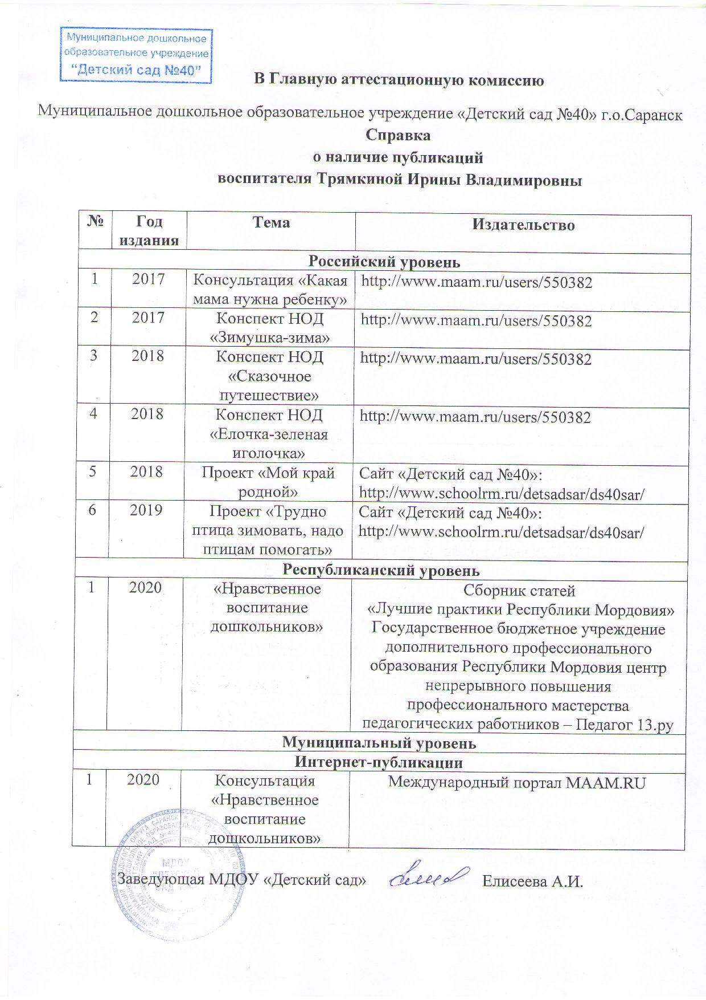 Муниципальное дошкольное
образовательное учреждение
“Детский сад №40”
В Главную аттестационную комиссию
Муниципальное дошкольное образовательное учреждение «Детский сад №40» г.о.Саранск
Справка
о наличие публикаций
воспитателя Трямкиной Ирины Владимировны
№ Год Тема Издательство
издания
Российский уровень
1 2017 Консультация «Какая http://www.maam.ru/users/550382
мама нужна ребенку»
2 2017 Конспект НОД http://www.maam.ru/users/550382
«Зимушка-зима»
3 2018 Конспект НОД http://www.maam.ru/users/550382
«Сказочное
путешествие»
4 2018 Конспект НОД http://www.maam.ru/users/550382
«Елочка-зеленая
иголочка»
5 2018 Проект «Мой край Сайт «Детский сад №40»:
родной» http://www.schoolrm.ru/detsadsar/ds40sar/
6 2019 Проект «Трудно Сайт «Детский сад №40»:
птица зимовать, надо http://www.schoolrm.ru/detsadsar/ds40sar/
птицам помогать»
Республиканский уровень
1 2020 «Нравственное Сборник статей
воспитание «Лучшие практики Республики Мордовия»
дошкольников» Государственное бюджетное учреждение
дополнительного профессионального
образования Республики Мордовия центр
непрерывного повышения
профессионального мастерства
педагогических работников – Педагог 13.ру
Муниципальный уровень
Интернет-публикации
1 2020 Консультация Международный портал MAAM.RU
«Нравственное
воспитание
дошкольников»
МДОУ
"ДЕТСКИЙ
САД
Заведующая МДОУ «Детский сад» Елисеева А.И.